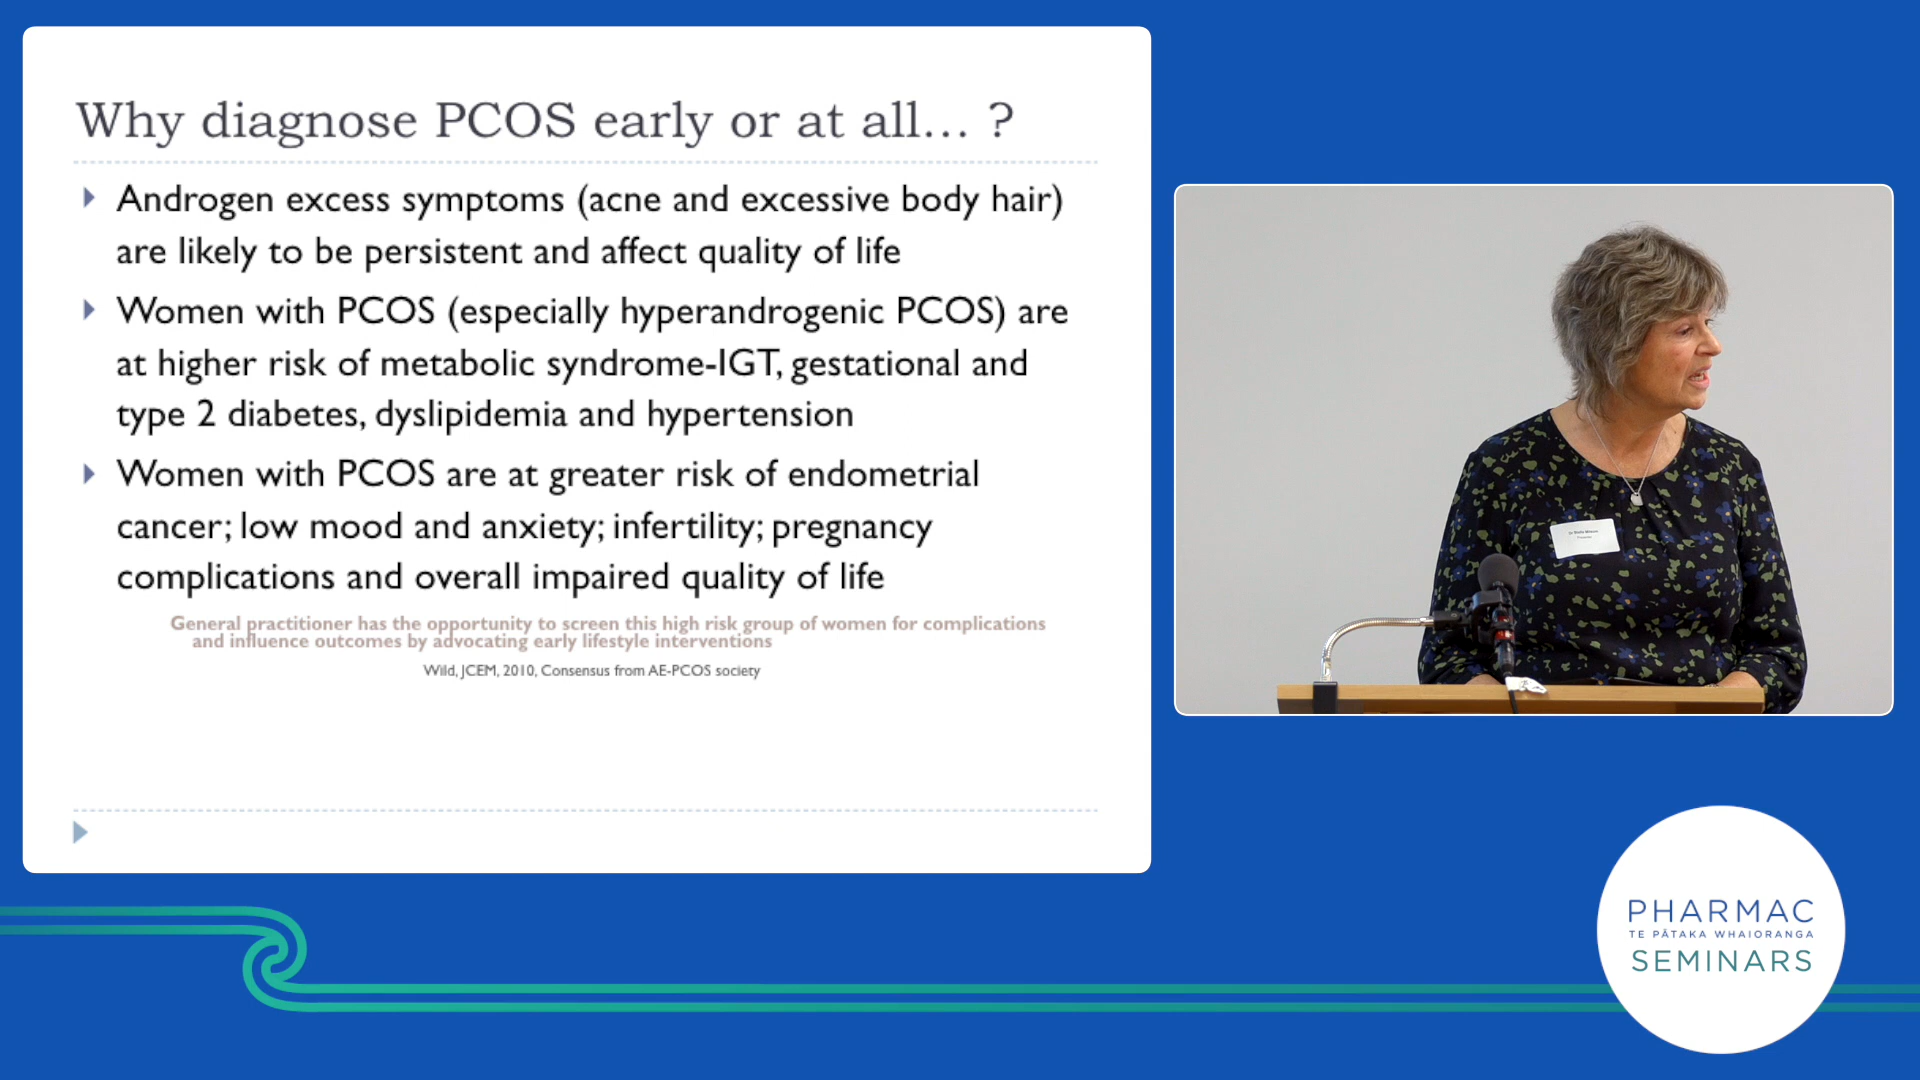 Why diagnose PCOS early or at all... ?
Androgen excess symptoms (acne and excessive body hair)
are likely to be persistent and affect quality of life
Women with PCOS (especially hyperandrogenic PCOS) are
at higher risk of metabolic syndrome-IGT, gestational and
type 2 diabetes, dyslipidemia and hypertension
Women with PCOS are at greater risk of endometrial
cancer; low mood and anxiety; infertility; pregnancy
complications and overall impaired quality of life
General practitioner has the opportunity to screen this high risk group of women for complications
and influence outcomes by advocating early lifestyle interventions
Wild, JCEM, 2010, Consensus from AE-PCOS society
PHARMAC
TE PĀTAKA WHAIORANGA
SEMINARS